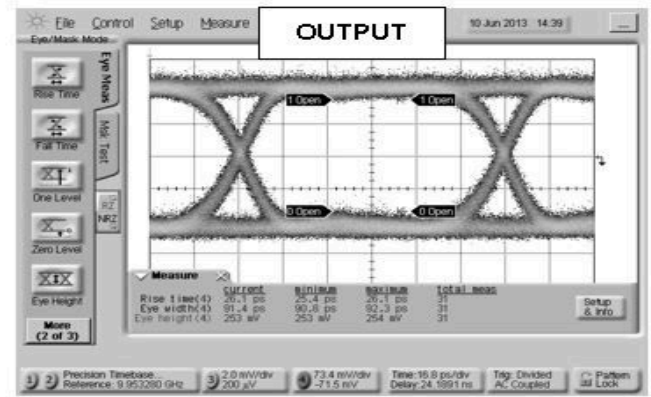 File Control Setup Measure
OUTPUT
10 Jun 2013 14:39
Eye/Mask Mode
Eye Meas
Msk Test
RZ
NRZ
Rise Time
Fall Time
One Level
Zero Level
Eye Height
More
(2 of 3)
1 Open 1 Open
0 Open 0 Open
Measure
current minimum maximum total meas
Rise time(4) 26.1 ps 25.4 ps 26.1 ps 31
Eye width(4) 91.4 ps 90.6 ps 92.3 ps 31
Eye height(4) 253 mV 253 mV 254 mV 31
Setup
& Info
1 2 Precision Timebase...
Reference: 9.953280 GHz
3 2.0 mV/div
200 µV
4 73.4 mV/div
-71.5 mV
Time:16.8 ps/div
Delay:24.1891 ns
Trig: Divided
AC Coupled
Pattern
Lock